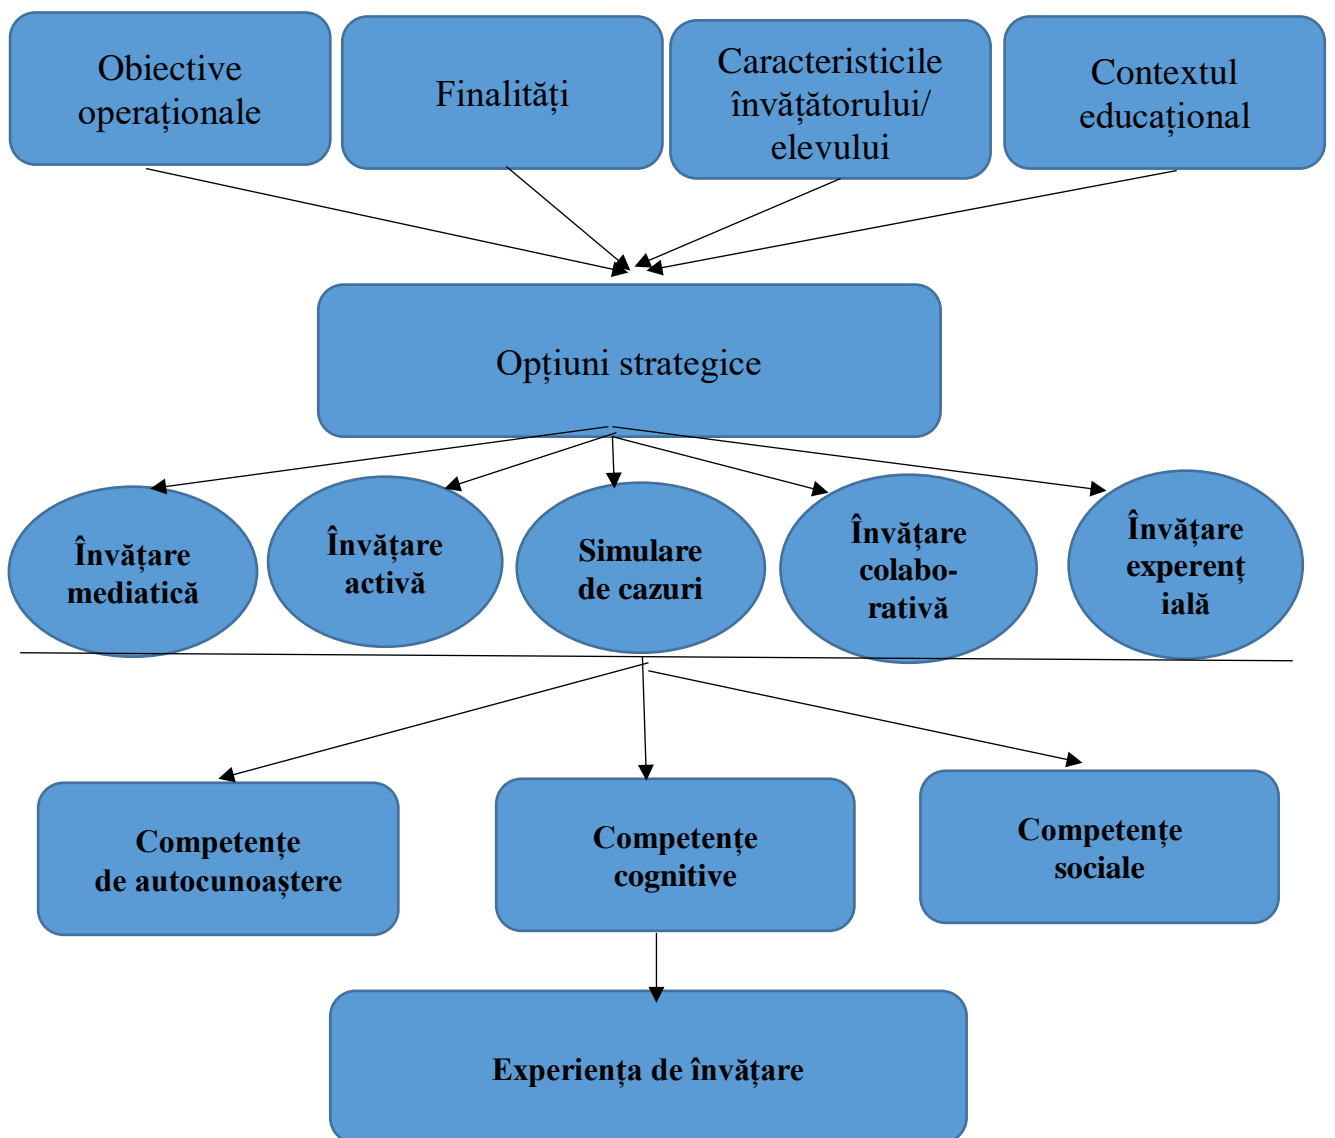 Obiective
operaționale
Finalități
Caracteristicile
învățătorului/
elevului
Contextul
educațional
Opțiuni strategice
Învățare
mediatică
Învățare
activă
Simulare
de cazuri
Învățare
colabo-
rativă
Învățare
experenț
ială
Competențe
de autocunoaștere
Competențe
cognitive
Competențe
sociale
Experiența de învățare